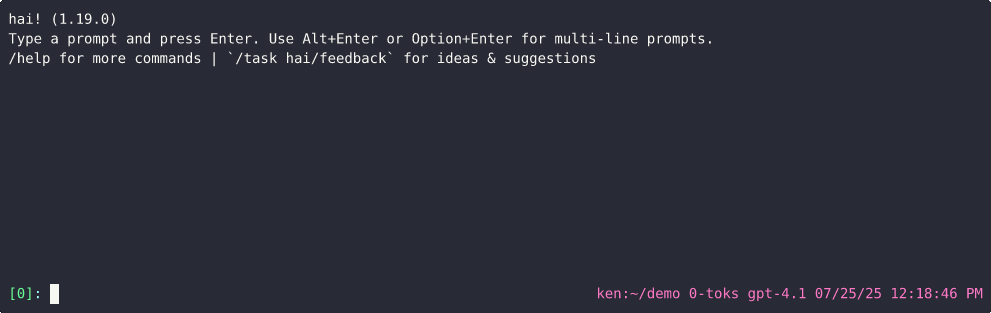 hai! (1.19.0)
Type a prompt and press Enter. Use Alt+Enter or Option+Enter for multi-line prompts.
/help for more commands | `/task hai/feedback` for ideas & suggestions
[0]: ken:~/demo 0-toks gpt-4.1 07/25/25 12:18:46 PM